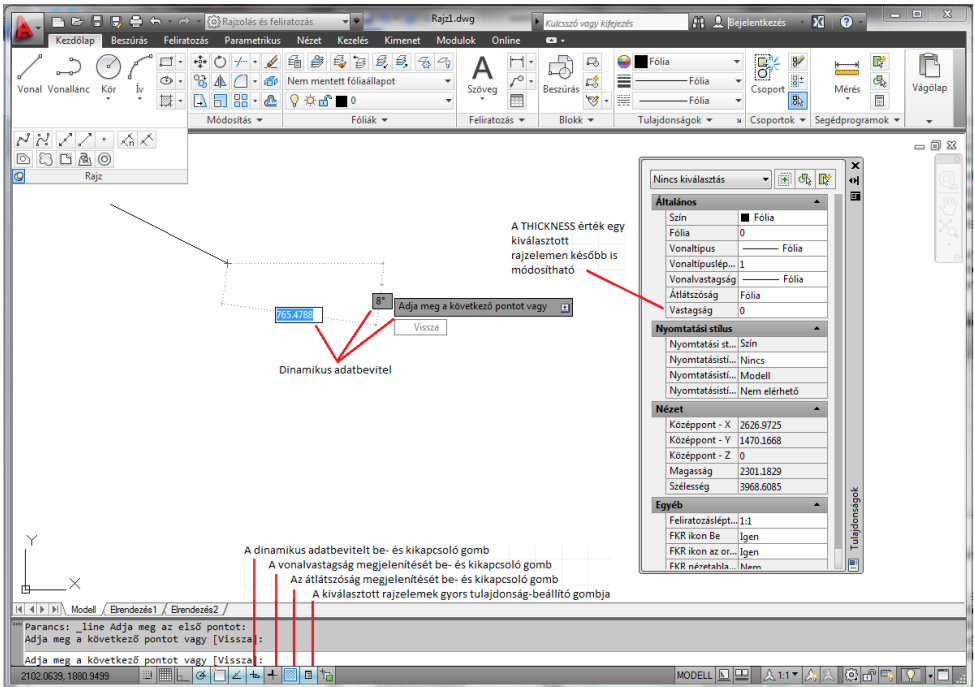 Rajzolás és feliratozás
Rajz1.dwg
Kulcsszó vagy kifejezés
Bejelentkezés
Kezdőlap Beszúrás Feliratozás Parametrikus Nézet Kezelés Kimenet Modulok Online
Vonal Vonallánc Kör Ív
Nem mentett fóliaállapot
0
Szöveg
Beszúrás
Fólia
Fólia
Fólia
Csoport
Mérés
Vágólap
Módosítás Fóliák Feliratozás Blokk Tulajdonságok Csoportok Segédprogramok
Rajz
A THICKNESS érték egy
kiválasztott
rajzelemen később is
módosítható
765.4788
8°
Adja meg a következő pontot vagy
Vissza
Dinamikus adatbevitel
Nincs kiválasztás
Általános
Szín Fólia
Fólia 0
Vonaltípus Fólia
Vonaltípuslép... 1
Vonalvastagság Fólia
Átlátszóság Fólia
Vastagság 0
Nyomtatási stílus
Nyomtatási st... Szín
Nyomtatásistí... Nincs
Nyomtatásistí... Modell
Nyomtatásistí... Nem elérhető
Nézet
Középpont - X 2626.9725
Középpont - Y 1470.1668
Középpont - Z 0
Magasság 2301.1829
Szélesség 3968.6085
Egyéb
Feliratozáslépt... 1:1
FKR ikon Be Igen
FKR ikon az or... Igen
FKR nézetabla... Nem
Tulajdonságok
Y
X
A dinamikus adatbevitelt be- és kikapcsoló gomb
A vonalvastagság megjelenítését be- és kikapcsoló gomb
Az átlátszóság megjelenítését be- és kikapcsoló gomb
A kiválasztott rajzelemek gyors tulajdonság-beállító gombja
Modell Elrendezés1 Elrendezés2
Parancs: _line Adja meg az első pontot:
Adja meg a következő pontot vagy [Vissza]:
Adja meg a következő pontot vagy [Vissza]:
2102.0639, 1880.9499
MODELL
1:1